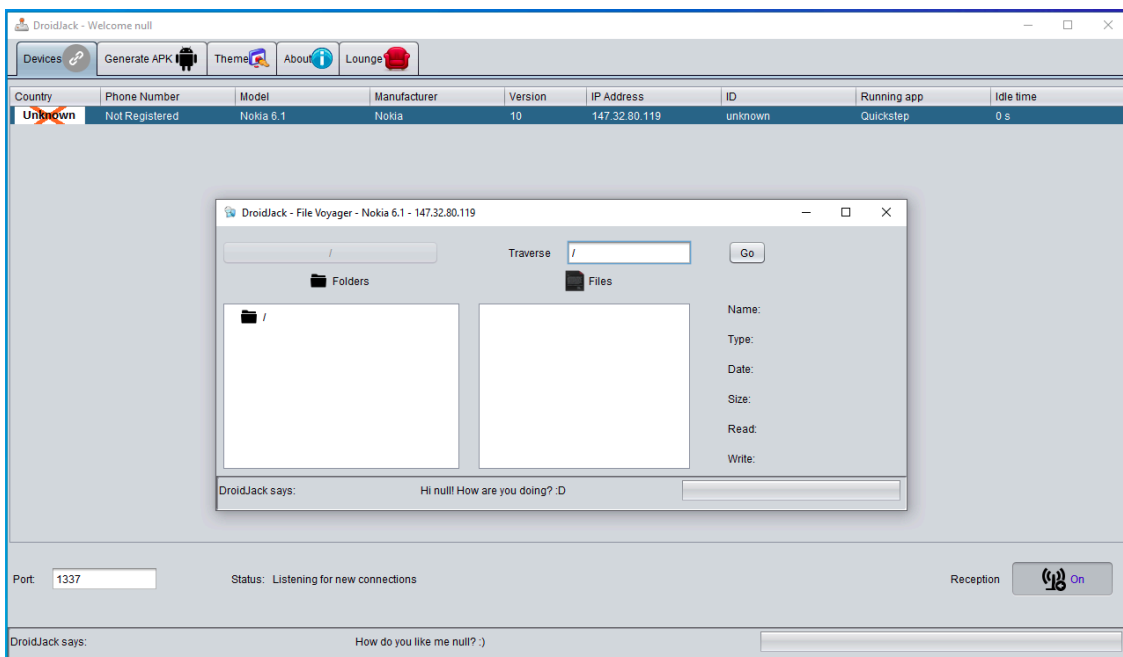 DroidJack - Welcome null
Devices Generate APK Theme About Lounge
Country Phone Number Model Manufacturer Version IP Address ID Running app Idle time
Unknown Not Registered Nokia 6.1 Nokia 10 147.32.80.119 unknown Quickstep 0 s
DroidJack - File Voyager - Nokia 6.1 - 147.32.80.119
/ Traverse / Go
Folders Files
/
Name:
Type:
Date:
Size:
Read:
Write:
DroidJack says: Hi null! How are you doing? :D
Port: 1337 Status: Listening for new connections Reception On
DroidJack says: How do you like me null? :)